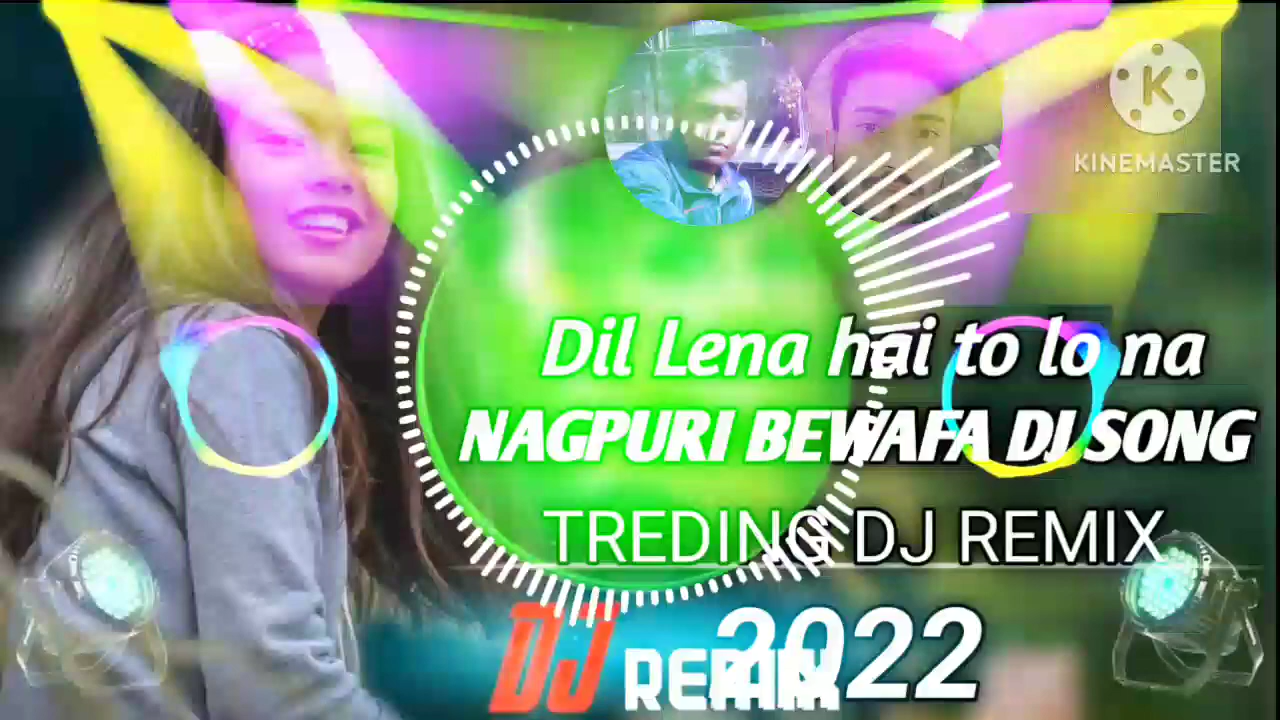 K
KINEMASTER
Dil Lena hai to lo na
NAGPURI BEWAFA DJ SONG
TREDING DJ REMIX
DJ REMIX 2022